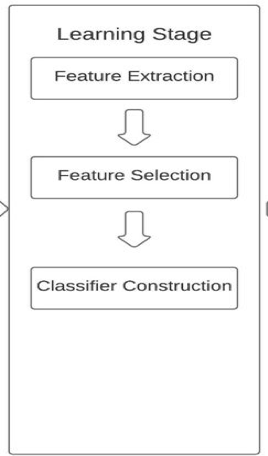 Learning Stage
Feature Extraction
Feature Selection
Classifier Construction